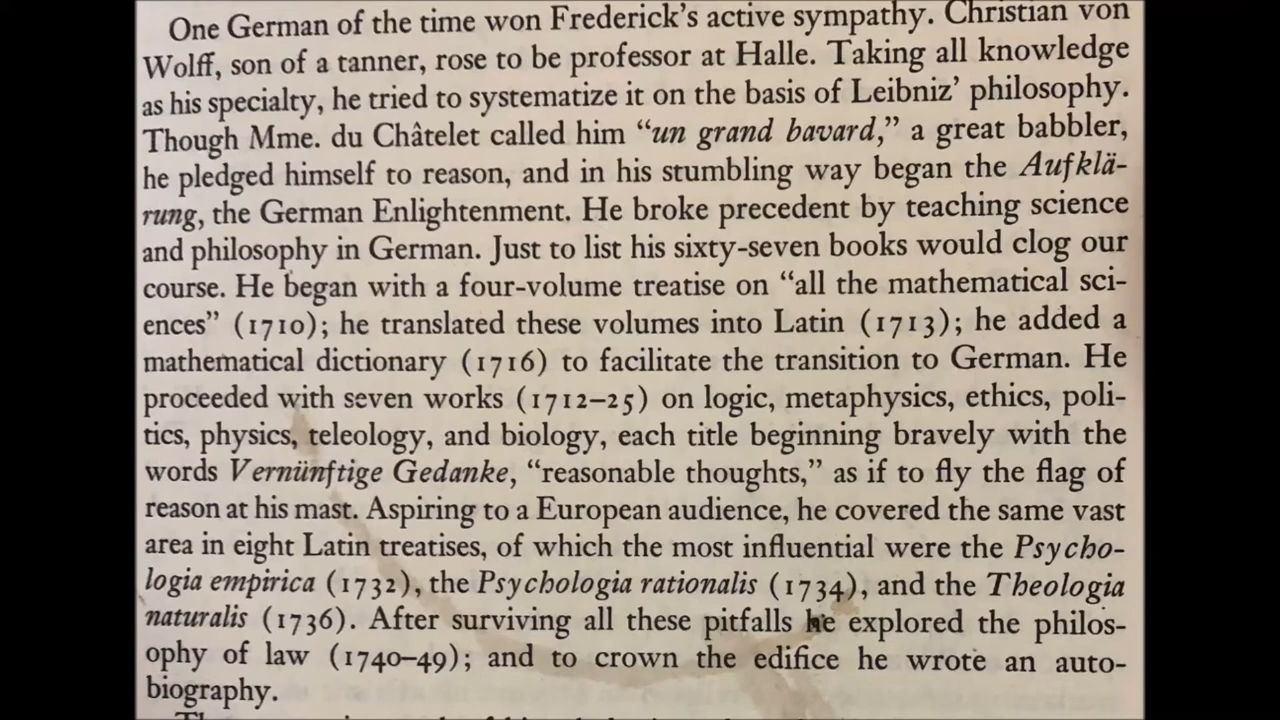 One German of the time won Frederick's active sympathy. Christian von
Wolff, son of a tanner, rose to be professor at Halle. Taking all knowledge
as his specialty, he tried to systematize it on the basis of Leibniz' philosophy.
Though Mme. du Châtelet called him “un grand bavard,” a great babbler,
he pledged himself to reason, and in his stumbling way began the Aufklä-
rung, the German Enlightenment. He broke precedent by teaching science
and philosophy in German. Just to list his sixty-seven books would clog our
course. He began with a four-volume treatise on “all the mathematical sci-
ences” (1710); he translated these volumes into Latin (1713); he added a
mathematical dictionary (1716) to facilitate the transition to German. He
proceeded with seven works (1712–25) on logic, metaphysics, ethics, poli-
tics, physics, teleology, and biology, each title beginning bravely with the
words Vernünftige Gedanke, “reasonable thoughts,” as if to fly the flag of
reason at his mast. Aspiring to a European audience, he covered the same vast
area in eight Latin treatises, of which the most influential were the Psycho-
logia empirica (1732), the Psychologia rationalis (1734), and the Theologia
naturalis (1736). After surviving all these pitfalls he explored the philos-
ophy of law (1740–49); and to crown the edifice he wrote an auto-
biography.